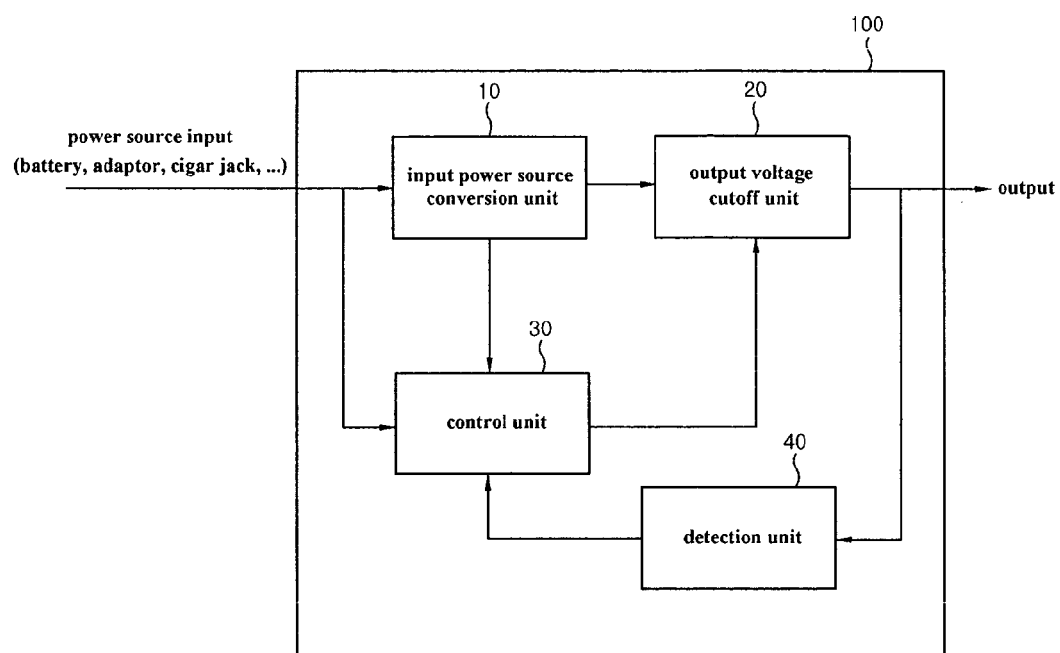 100
10
20
power source input
(battery, adaptor, cigar jack, ...)
input power source
conversion unit
output voltage
cutoff unit
output
30
control unit
40
detection unit